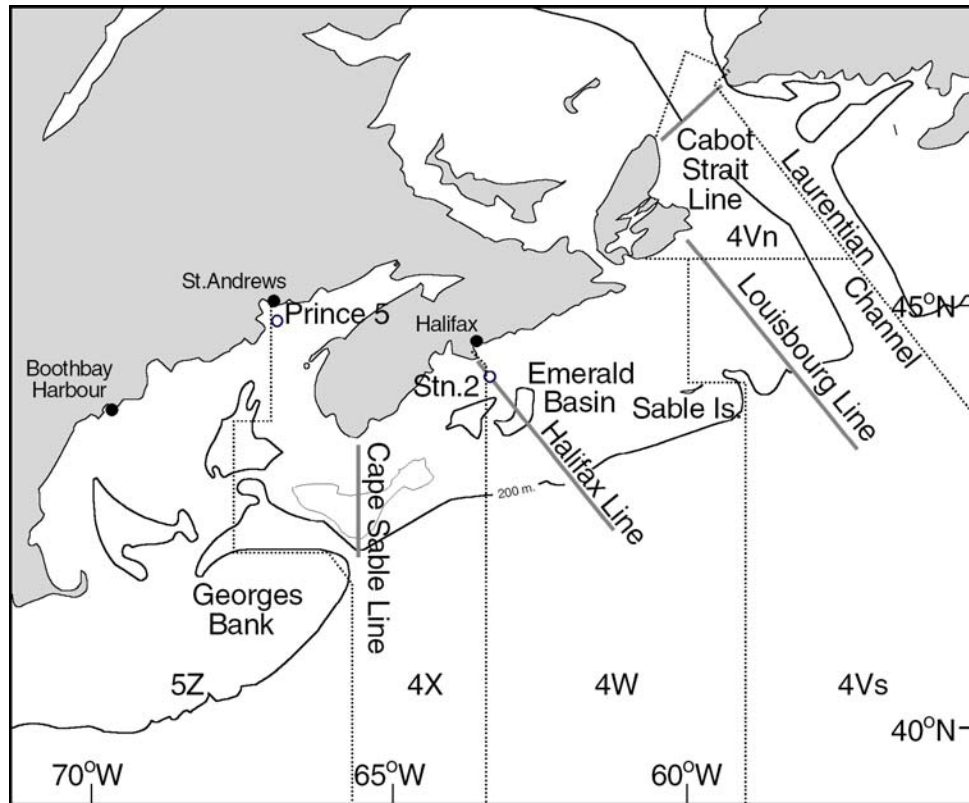 Cabot
Strait
Line
Laurentian
Channel
4Vn
St.Andrews
Prince 5
45°N
Halifax
Louisbourg Line
Boothbay
Harbour
Stn.2
Emerald
Basin
Sable Is.
Halifax Line
Cape Sable Line
200 m.
Georges
Bank
5Z
4X
4W
4Vs
40°N
70°W
65°W
60°W